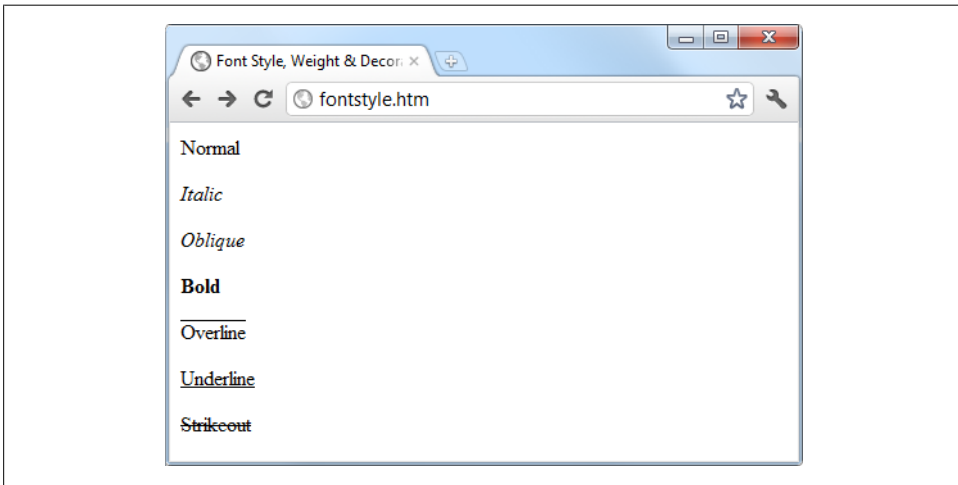 Font Style, Weight & Decor
fontstyle.htm
Normal
Italic
Oblique
Bold
Overline
Underline
Strikeout